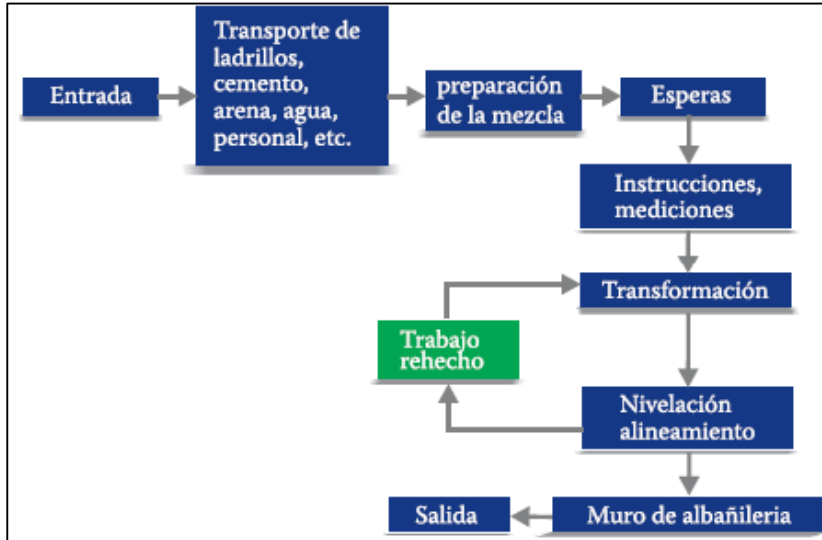 Entrada
Transporte de
ladrillos,
cemento,
arena, agua,
personal, etc.
preparación
de la mezcla
Esperas
Instrucciones,
mediciones
Transformación
Trabajo
rehecho
Nivelación
alineamiento
Muro de albañileria
Salida